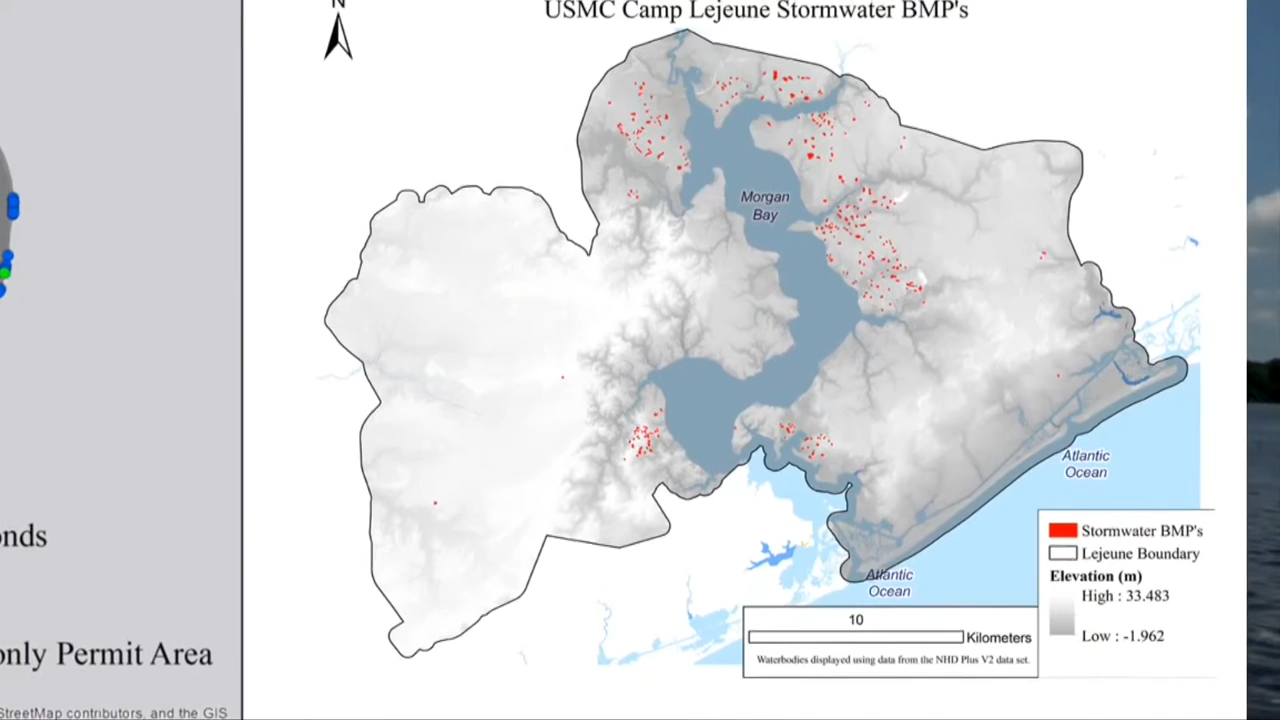 N
USMC Camp Lejeune Stormwater BMP's
Morgan
Bay
Atlantic
Ocean
Atlantic
Ocean
Stormwater BMP's
Lejeune Boundary
Elevation (m)
High : 33.483
Low : -1.962
10
Kilometers
Waterbodies displayed using data from the NHD Plus V2 data set.
onds
only Permit Area
StreetMap contributors, and the GIS